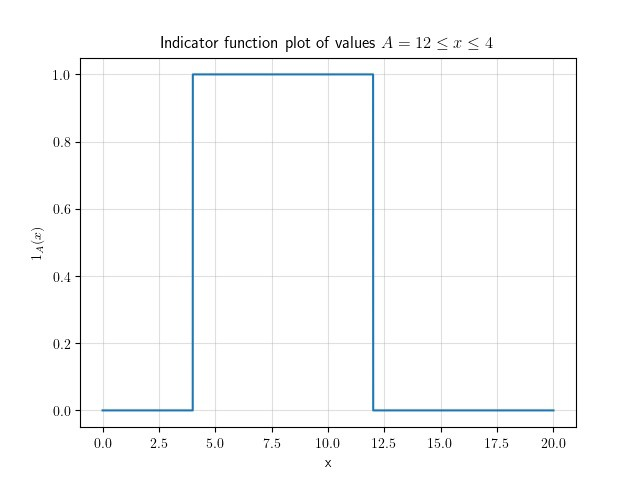 Indicator function plot of values A = 12 ≤ x ≤ 4
1.0
0.8
0.6
0.4
0.2
0.0
1_A(x)
0.0 2.5 5.0 7.5 10.0 12.5 15.0 17.5 20.0
x